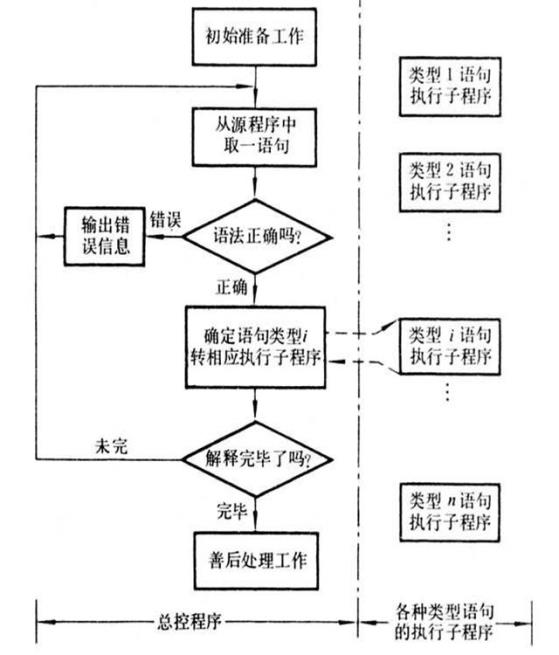 初始准备工作
从源程序中
取一语句
语法正确吗?
错误
输出错
误信息
正确
确定语句类型i
转相应执行子程序
解释完毕了吗?
未完
完毕
善后处理工作
总控程序
类型1语句
执行子程序
类型2语句
执行子程序
⋮
类型i语句
执行子程序
⋮
类型n语句
执行子程序
各种类型语句
的执行子程序